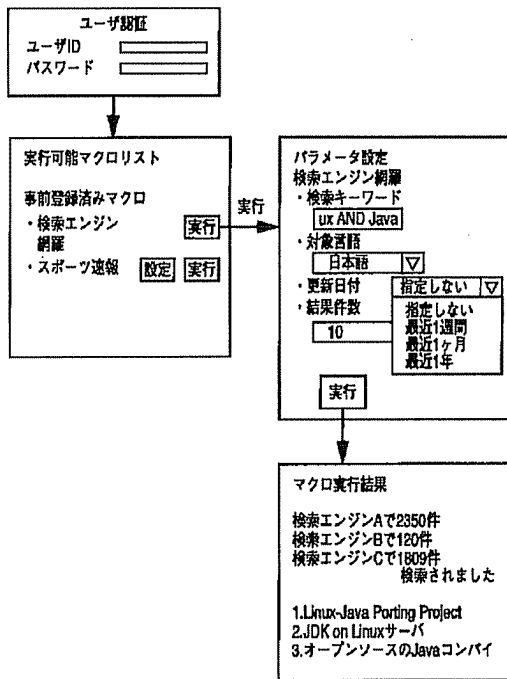 ユーザ認証
ユーザID
パスワード
実行可能マクロリスト
事前登録済みマクロ
・検索エンジン
網羅
実行
・スポーツ速報
設定
実行
実行
パラメータ設定
検索エンジン網羅
・検索キーワード
ux AND Java
・対象言語
日本語
・更新日付
指定しない
指定しない
最近1週間
最近1ヶ月
最近1年
・結果件数
10
実行
マクロ実行結果
検索エンジンAで2350件
検索エンジンBで120件
検索エンジンCで1809件
検索されました
1.Linux-Java Porting Project
2.JDK on Linuxサーバ
3.オープンソースのJavaコンパイ